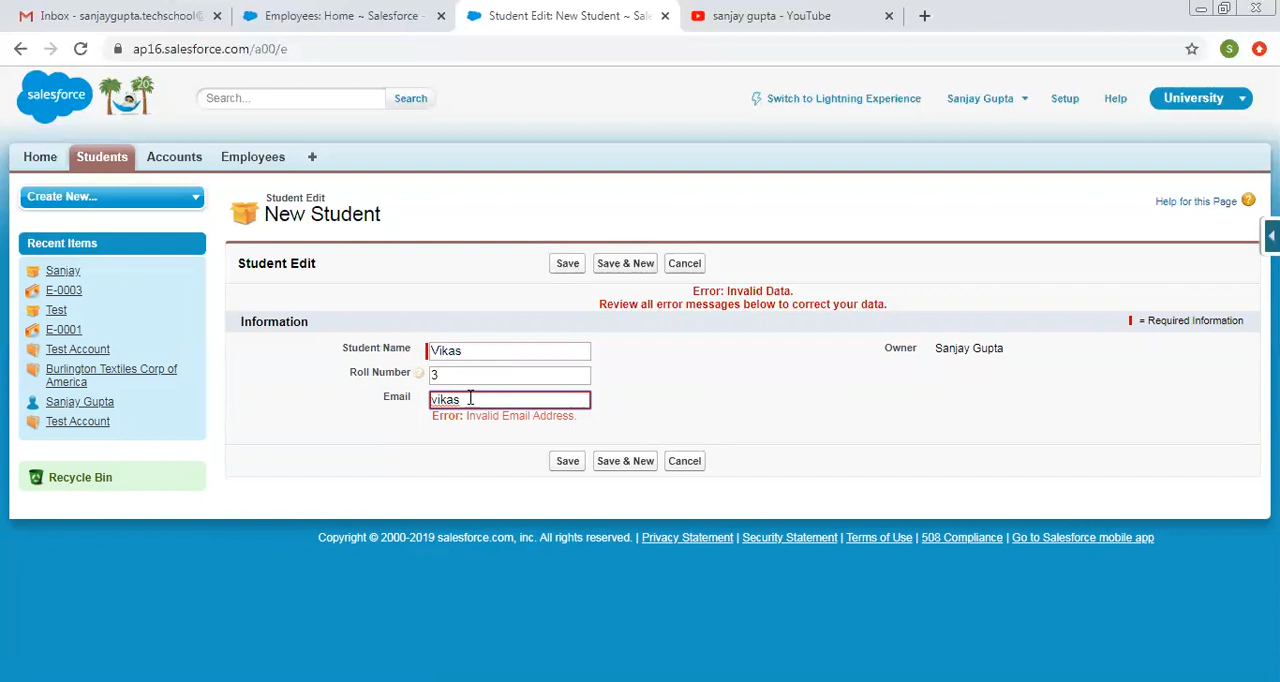 Inbox - sanjaygupta.techschool@
Employees: Home ~ Salesforce -
Student Edit: New Student ~ Sale
sanjay gupta - YouTube
ap16.salesforce.com/a00/e
S
salesforce
20
Search...
Search
Switch to Lightning Experience
Sanjay Gupta
Setup
Help
University
Home
Students
Accounts
Employees
+
Create New...
Student Edit
New Student
Help for this Page
?
Recent Items
Sanjay
E-0003
Test
E-0001
Test Account
Burlington Textiles Corp of
America
Sanjay Gupta
Test Account
Recycle Bin
Student Edit
Save
Save & New
Cancel
Error: Invalid Data.
Review all error messages below to correct your data.
Information
= Required Information
Student Name
Vikas
Owner
Sanjay Gupta
Roll Number
3
Email
vikas
Error: Invalid Email Address.
Save
Save & New
Cancel
Copyright © 2000-2019 salesforce.com, inc. All rights reserved. | Privacy Statement | Security Statement | Terms of Use | 508 Compliance | Go to Salesforce mobile app